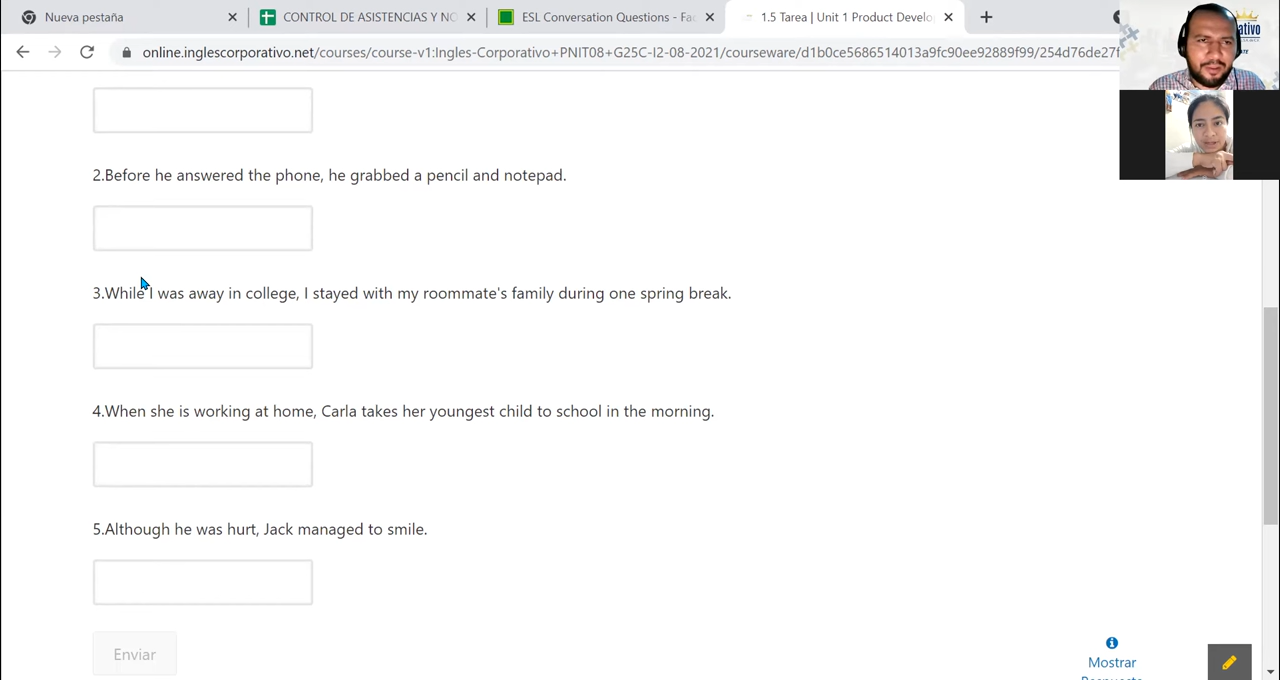 Nueva pestaña
CONTROL DE ASISTENCIAS Y NO
ESL Conversation Questions - Fac
1.5 Tarea | Unit 1 Product Develo
online.inglescorporativo.net/courses/course-v1:Ingles-Corporativo+PNIT08+G25C-I2-08-2021/courseware/d1b0ce5686514013a9fc90ee92889f99/254d76de27f
2.Before he answered the phone, he grabbed a pencil and notepad.
3.While I was away in college, I stayed with my roommate's family during one spring break.
4.When she is working at home, Carla takes her youngest child to school in the morning.
5.Although he was hurt, Jack managed to smile.
Enviar
Mostrar